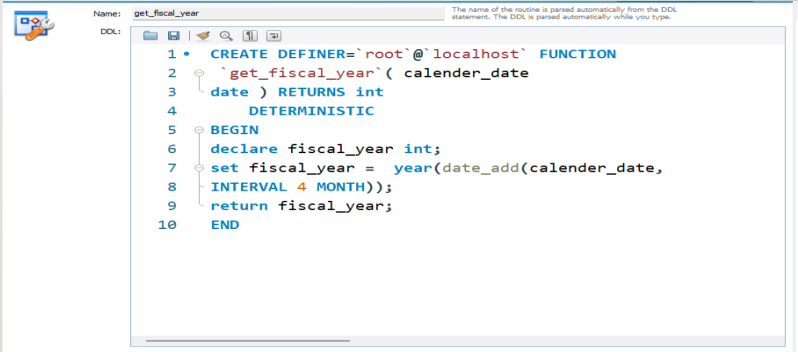 Name: get_fiscal_year The name of the routine is parsed automatically from the DDL
statement. The DDL is parsed automatically while you type.
DDL:
1 CREATE DEFINER=`root`@`localhost` FUNCTION
2 `get_fiscal_year`( calender_date
3 date ) RETURNS int
4 DETERMINISTIC
5 BEGIN
6 declare fiscal_year int;
7 set fiscal_year = year(date_add(calender_date,
8 INTERVAL 4 MONTH));
9 return fiscal_year;
10 END